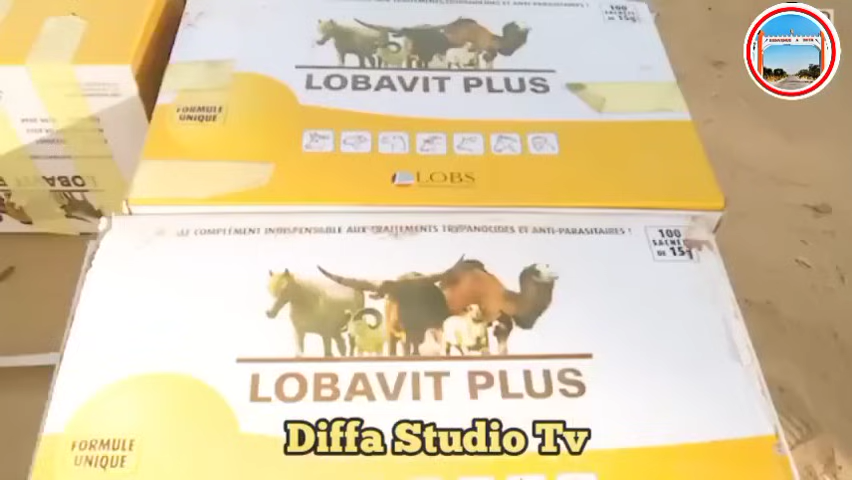 100
SACHETS
DE 15g
LOBAVIT PLUS
FORMULE
UNIQUE
LOBS
LE COMPLÉMENT INDISPENSABLE AUX TRAITEMENTS TRYPANOCIDES ET ANTI-PARASITAIRES !
100
SACHETS
DE 15g
LOBAVIT PLUS
FORMULE
UNIQUE
Diffa Studio Tv